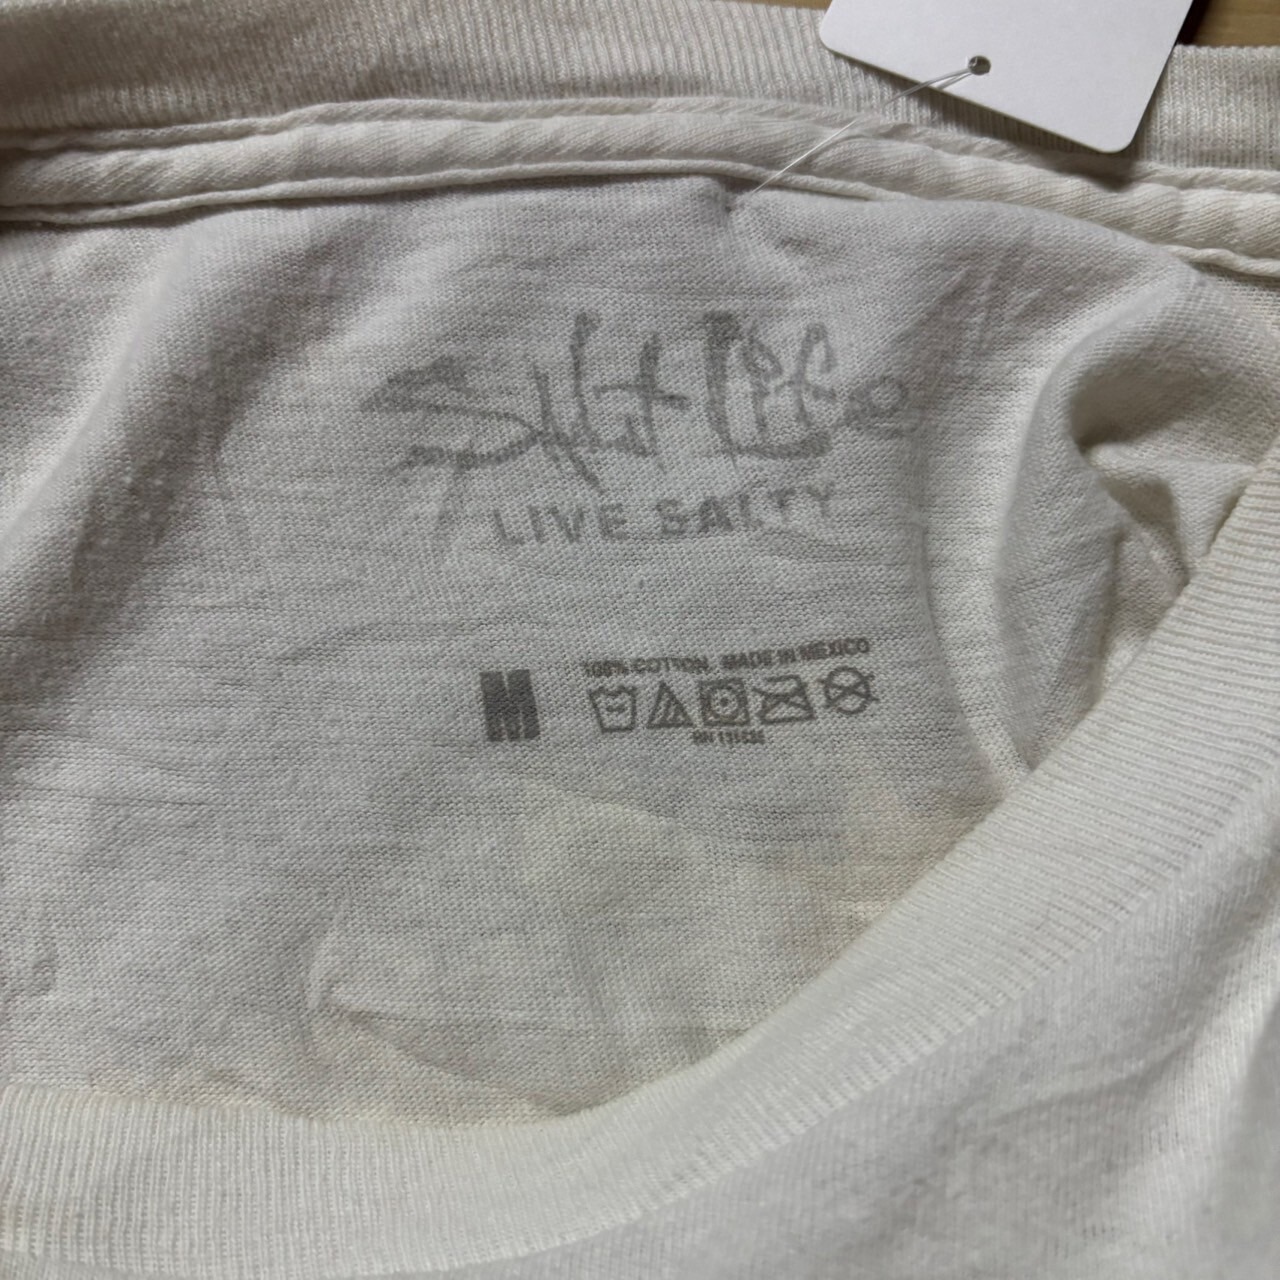 Salt Life
LIVE SALTY
M
100% COTTON. MADE IN MEXICO